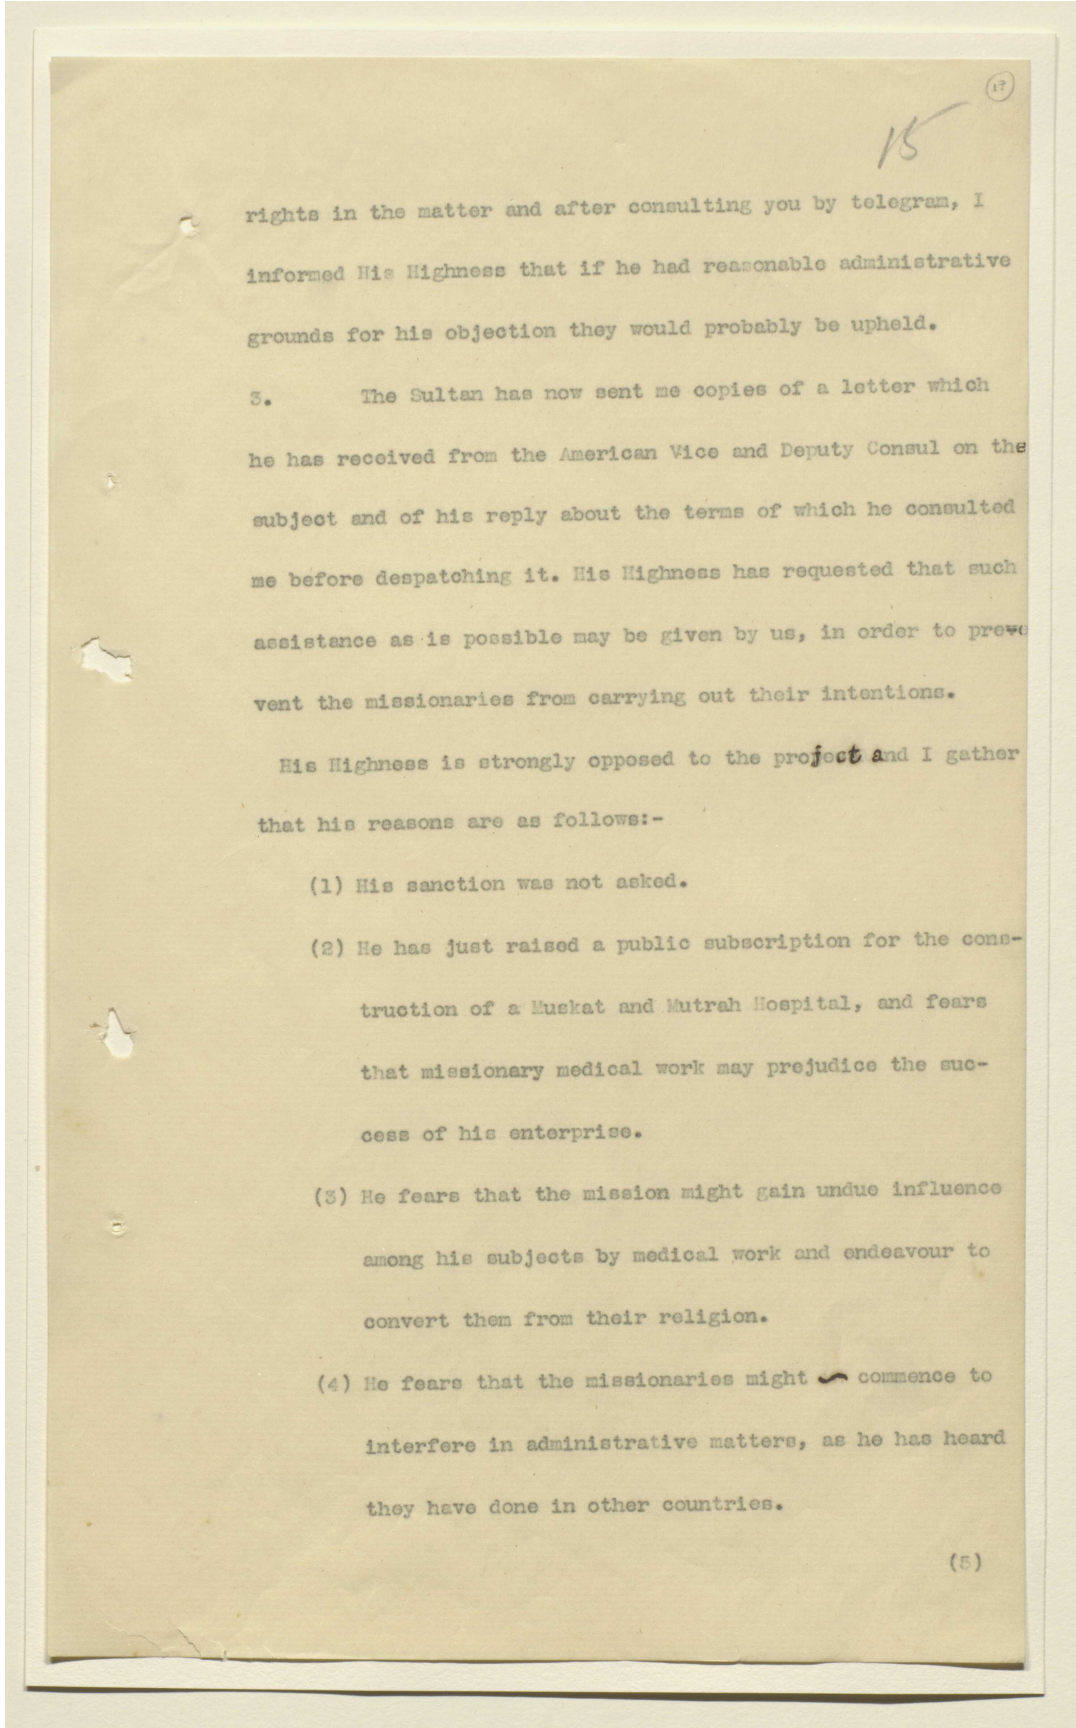 17
15
rights in the matter and after consulting you by telegram, I
informed His Highness that if he had reasonable administrative
grounds for his objection they would probably be upheld.
3. The Sultan has now sent me copies of a letter which
he has received from the American Vice and Deputy Consul on the
subject and of his reply about the terms of which he consulted
me before despatching it. His Highness has requested that such
assistance as is possible may be given by us, in order to pre
vent the missionaries from carrying out their intentions.
His Highness is strongly opposed to the project and I gather
that his reasons are as follows:-
(1) His sanction was not asked.
(2) He has just raised a public subscription for the cons-
truction of a Muskat and Mutrah Hospital, and fears
that missionary medical work may prejudice the suc-
cess of his enterprise.
(3) He fears that the mission might gain undue influence
among his subjects by medical work and endeavour to
convert them from their religion.
(4) He fears that the missionaries might commence to
interfere in administrative matters, as he has heard
they have done in other countries.
(5)